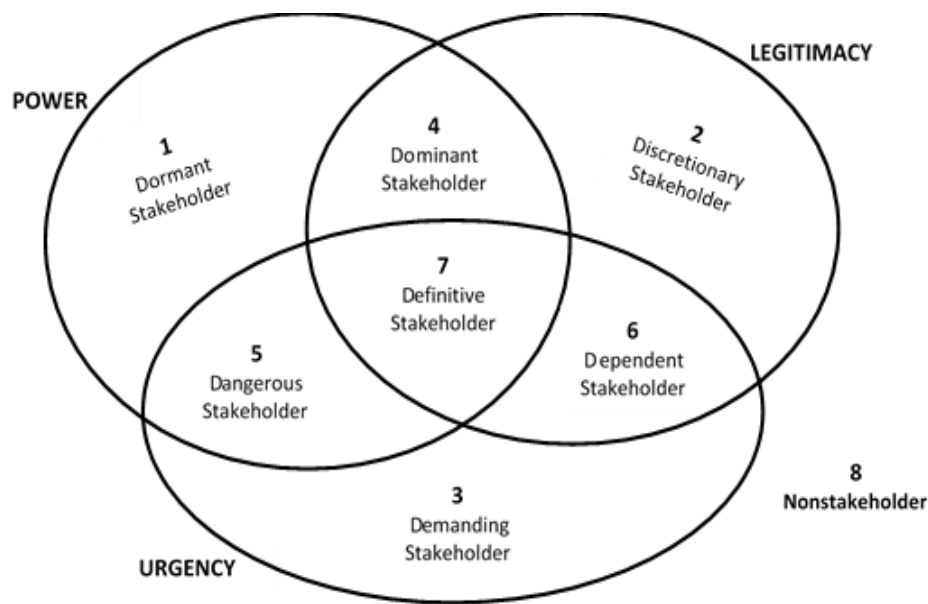 POWER
LEGITIMACY
1
Dormant
Stakeholder
4
Dominant
Stakeholder
2
Discretionary
Stakeholder
7
Definitive
Stakeholder
5
Dangerous
Stakeholder
6
Dependent
Stakeholder
3
Demanding
Stakeholder
8
Nonstakeholder
URGENCY